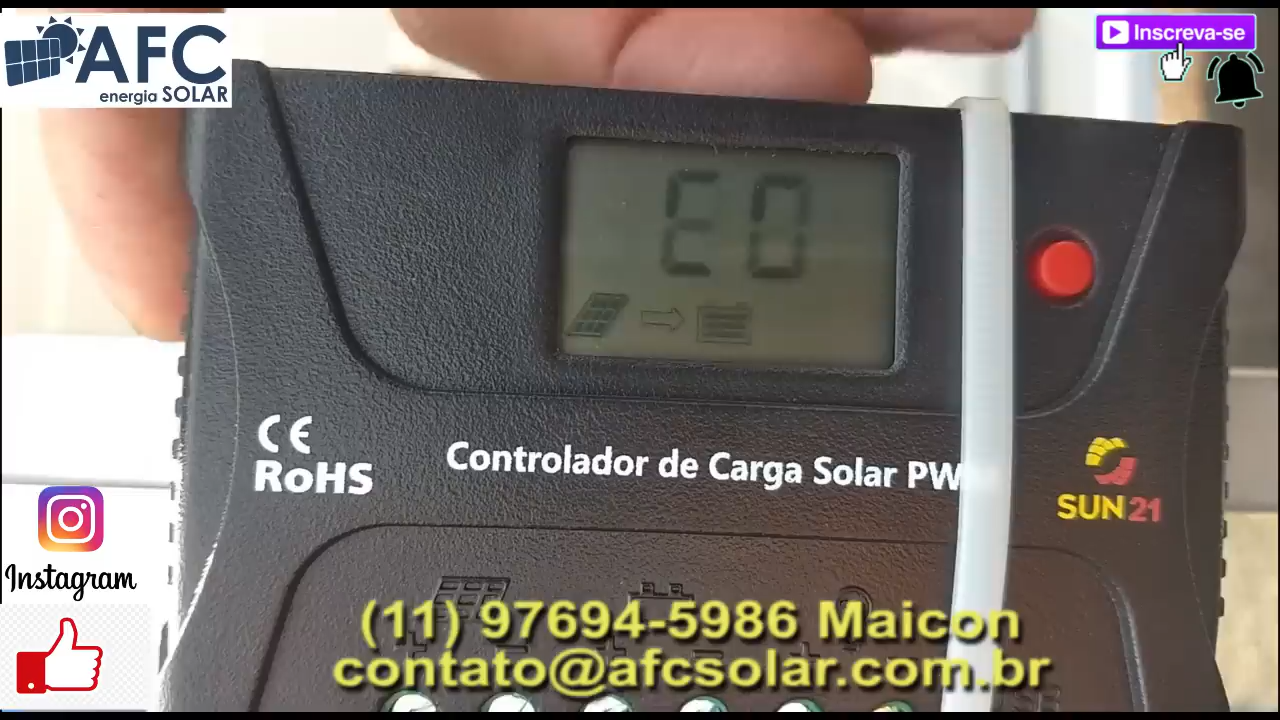 AFC
energia SOLAR
Inscreva-se
E0
CE
RoHS
Controlador de Carga Solar PW
SUN21
Instagram
(11) 97694-5986 Maicon
contato@afcsolar.com.br